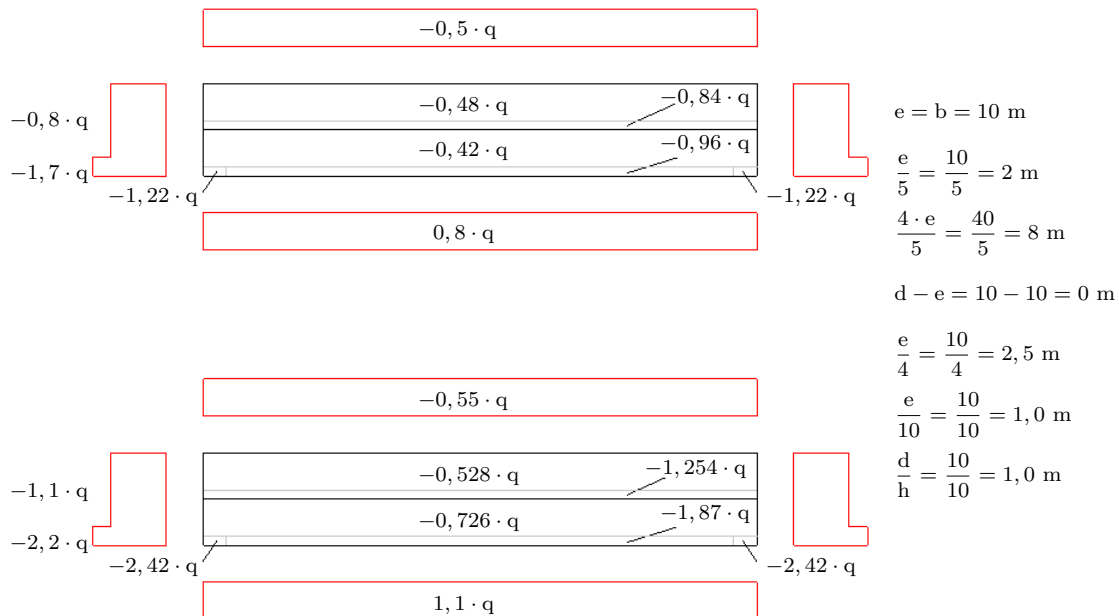 −0, 5 · q
−0, 48 · q
−0, 84 · q
−0, 8 · q
−0, 42 · q
−0, 96 · q
−1, 7 · q
−1, 22 · q
−1, 22 · q
0, 8 · q
−0, 55 · q
−0, 528 · q
−1, 254 · q
−1, 1 · q
−0, 726 · q
−1, 87 · q
−2, 2 · q
−2, 42 · q
−2, 42 · q
1, 1 · q
e = b = 10 m
e/5 = 10/5 = 2 m
4 · e/5 = 40/5 = 8 m
d − e = 10 − 10 = 0 m
e/4 = 10/4 = 2, 5 m
e/10 = 10/10 = 1, 0 m
d/h = 10/10 = 1, 0 m